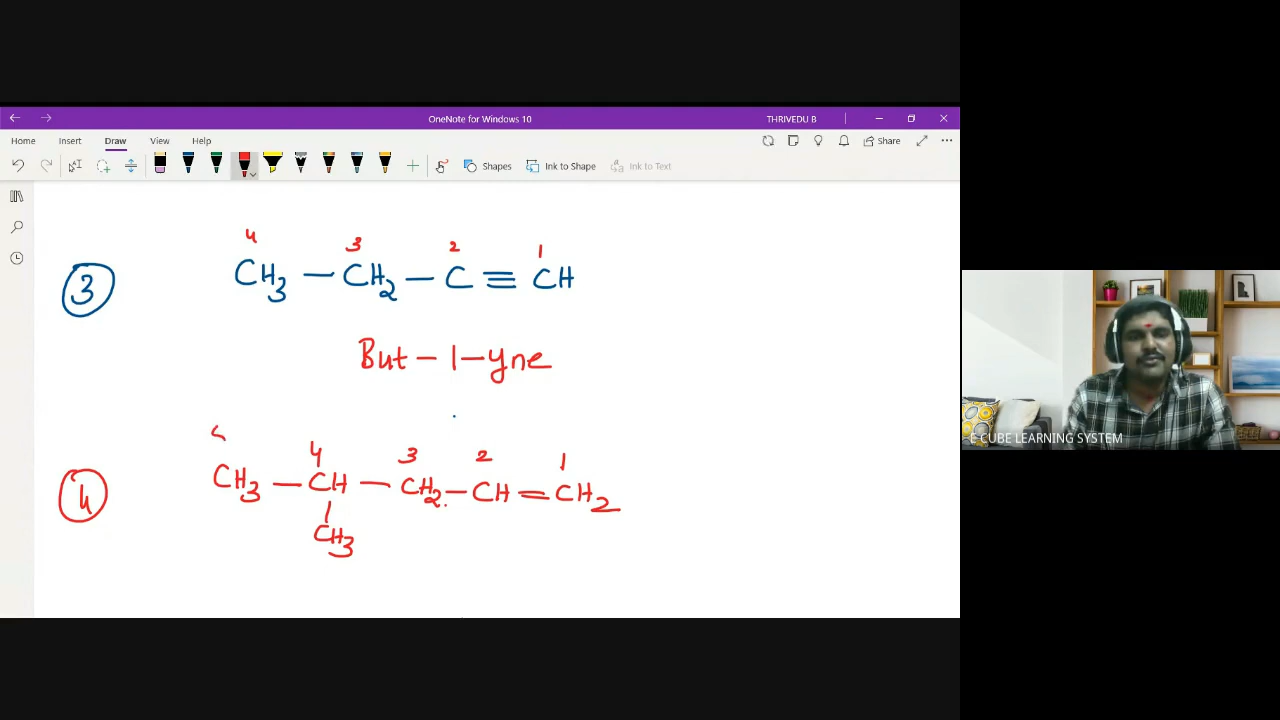 OneNote for Windows 10
THRIVEDU B
Home Insert Draw View Help
Share
Shapes Ink to Shape Ink to Text
4 3 2 1
3 CH3 — CH2 — C ≡ CH
But — 1 — yne
4 3 2 1
4 CH3 — CH — CH2 — CH = CH2
CH3
E CUBE LEARNING SYSTEM